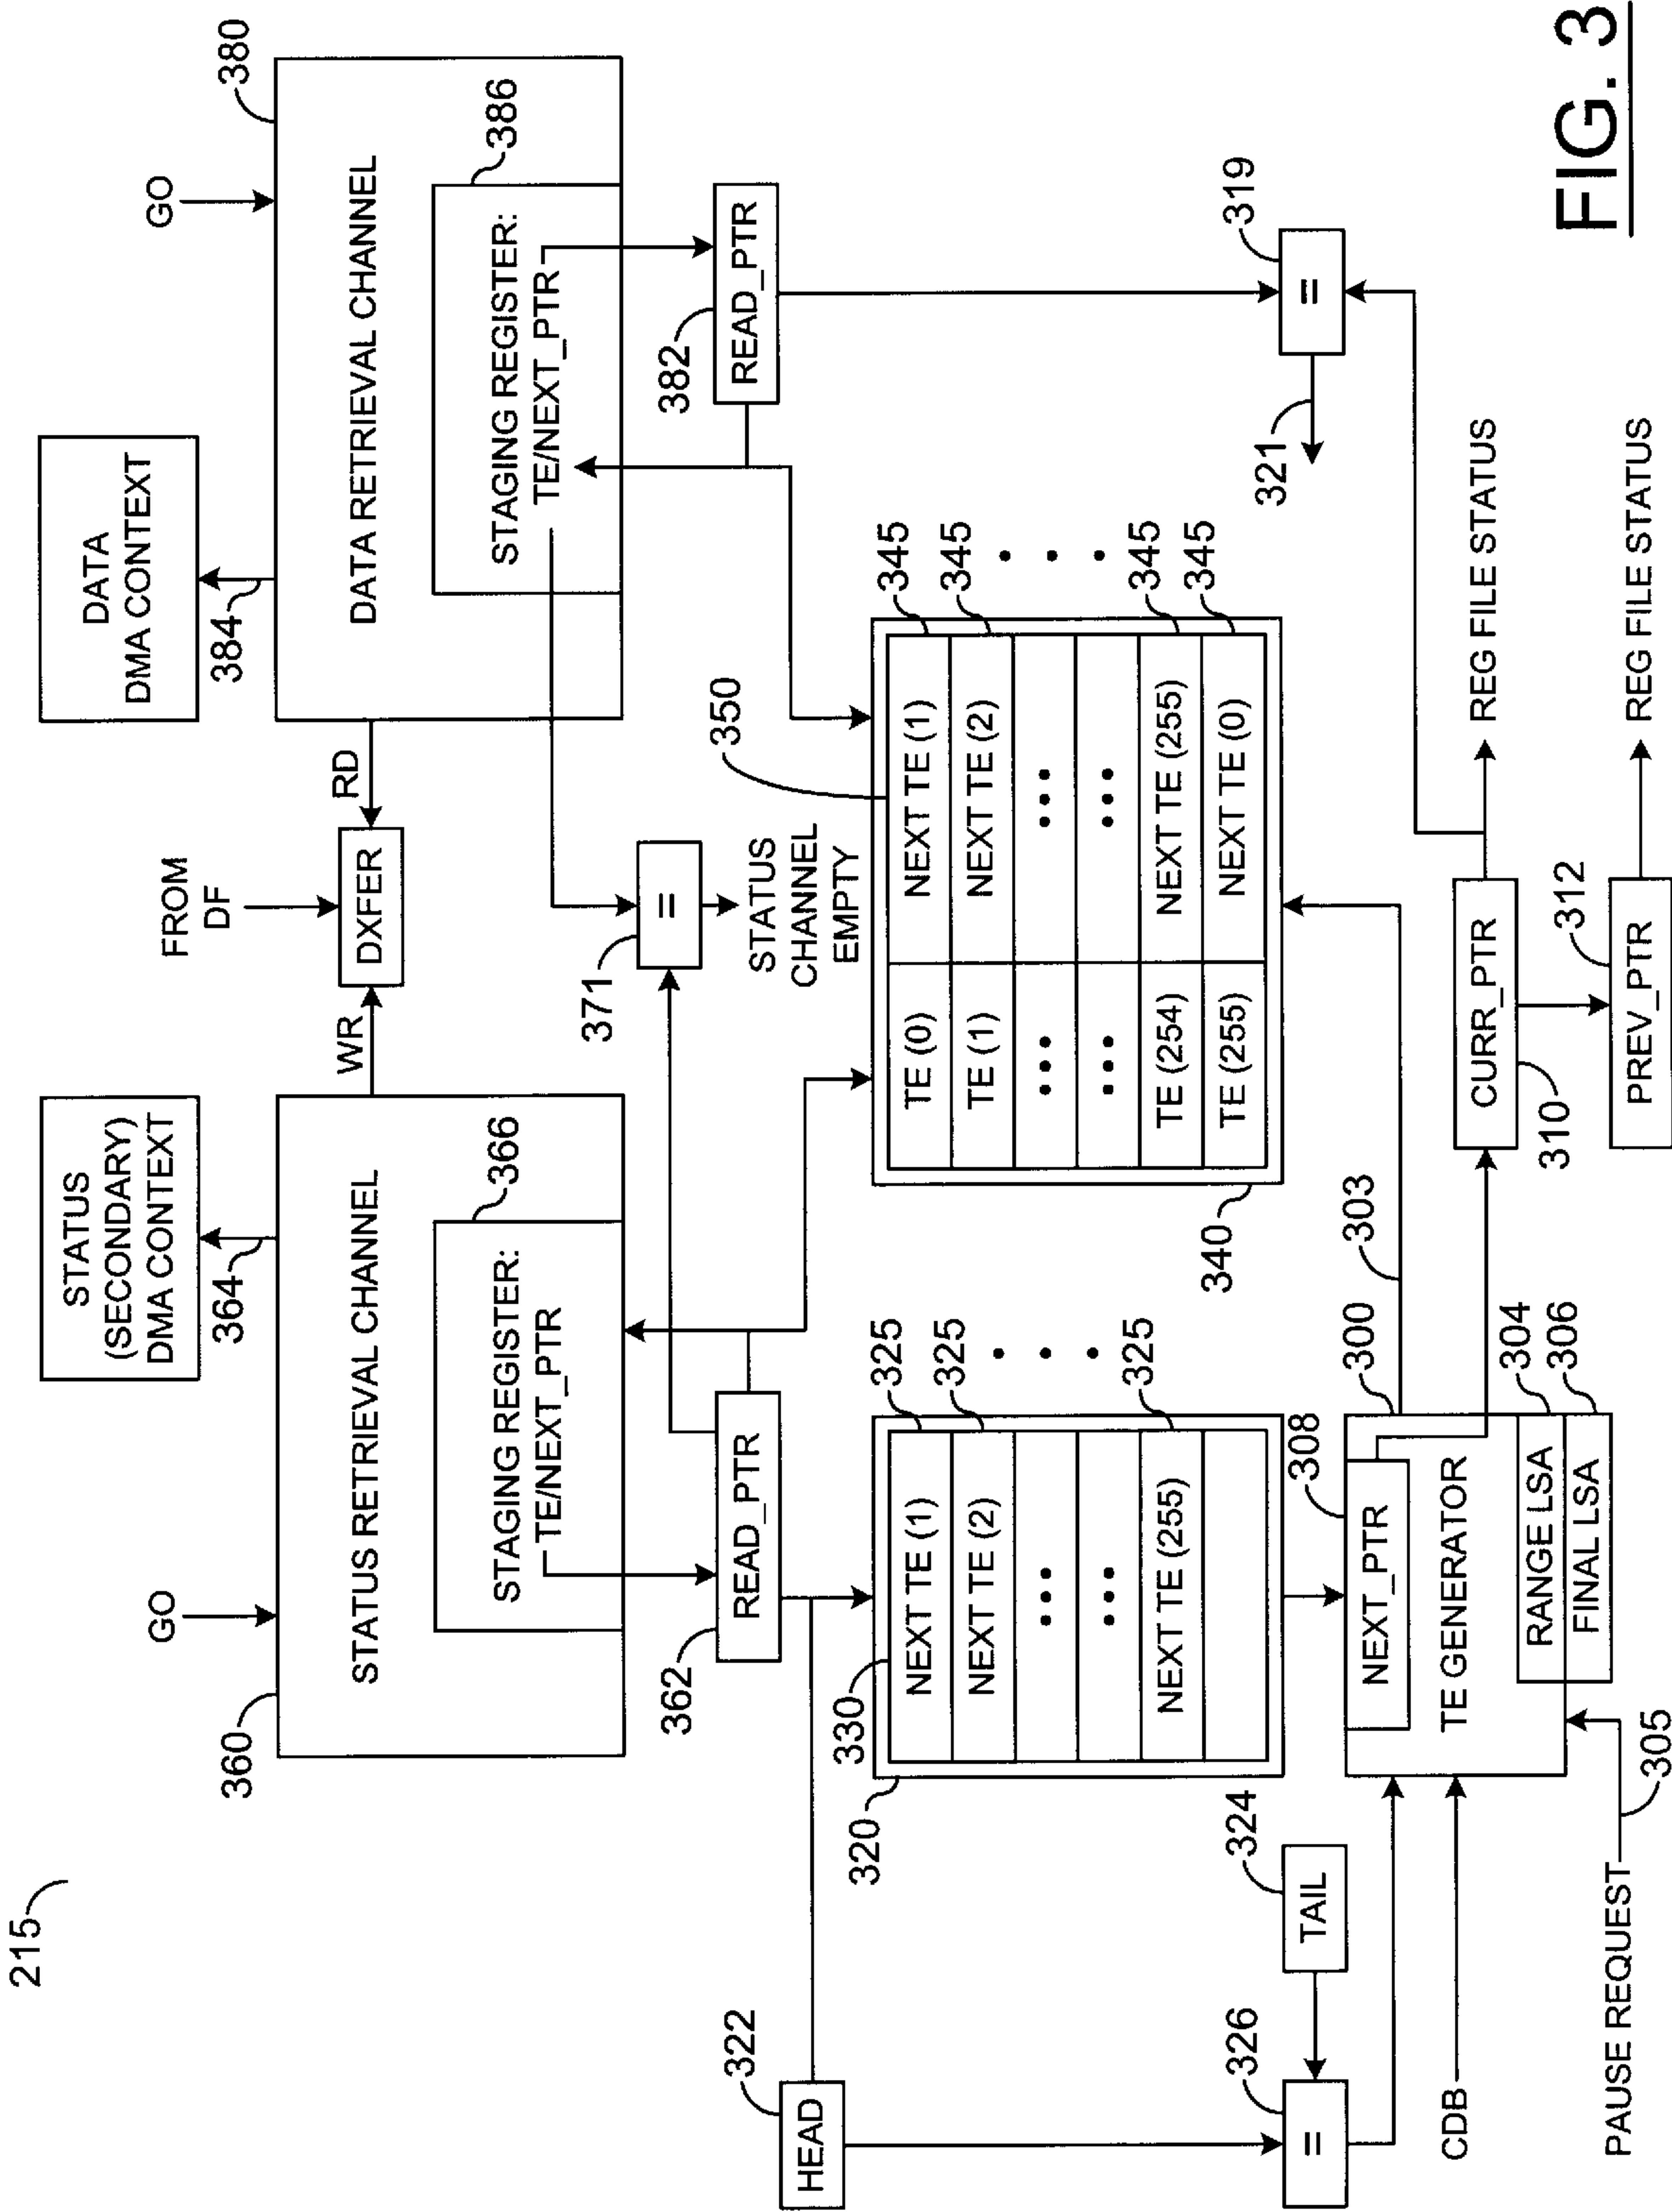 215
GO
360
STATUS RETRIEVAL CHANNEL
STATUS
(SECONDARY)
DMA CONTEXT
364
366
STAGING REGISTER:
TE/NEXT_PTR
WR
FROM
DF
DXFER
RD
DATA
DMA CONTEXT
384
GO
380
DATA RETRIEVAL CHANNEL
386
STAGING REGISTER:
TE/NEXT_PTR
322
HEAD
362
READ_PTR
371
=
STATUS
CHANNEL
EMPTY
382
READ_PTR
320
330
NEXT TE (1)
325
NEXT TE (2)
325
•••
•••
•
•
•
NEXT TE (255)
325
350
340
TE (0)
NEXT TE (1)
345
TE (1)
NEXT TE (2)
345
•••
•••
•••
•••
•
•
•
TE (254)
NEXT TE (255)
345
TE (255)
NEXT TE (0)
345
326
=
324
TAIL
321
=
319
CDB
PAUSE REQUEST
305
308
NEXT_PTR
TE GENERATOR
300
303
RANGE LSA
304
FINAL LSA
306
310
CURR_PTR
REG FILE STATUS
312
PREV_PTR
REG FILE STATUS
FIG. 3